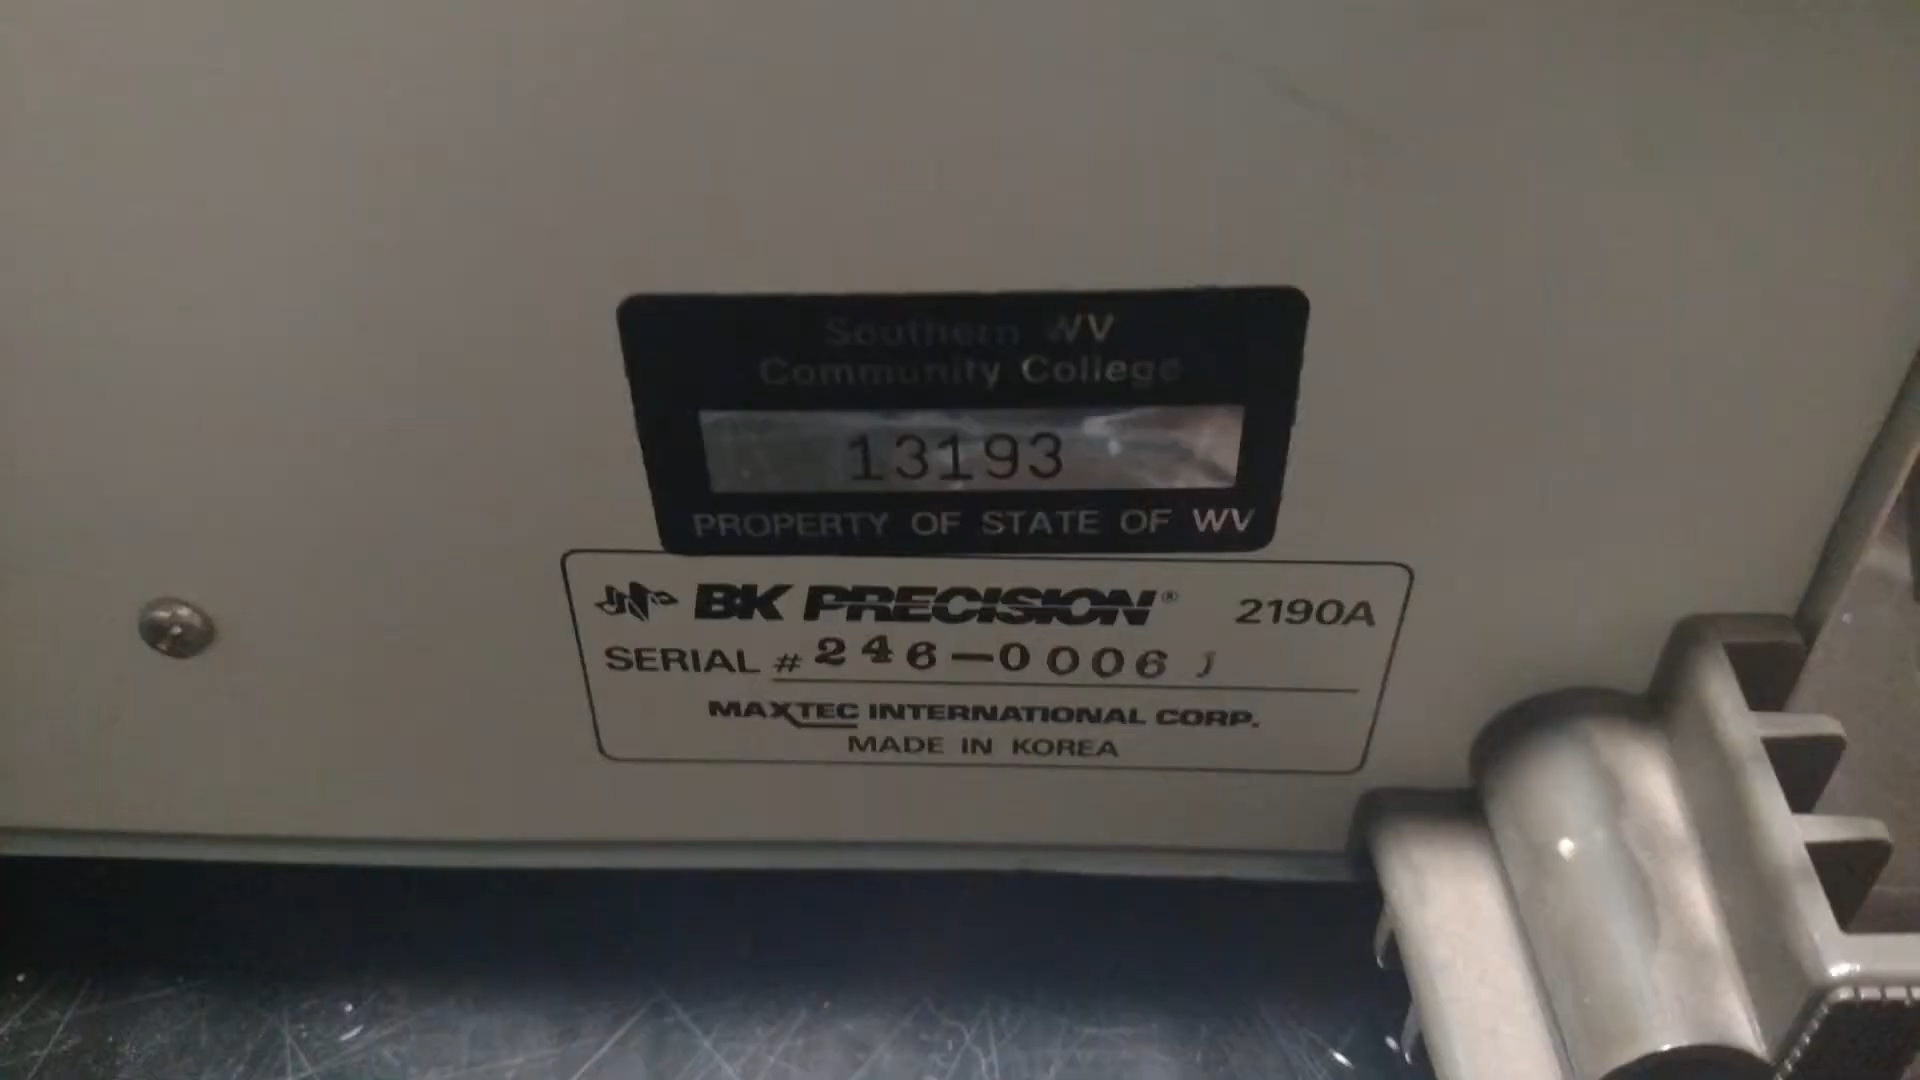 Southern WV
Community College
13193
PROPERTY OF STATE OF WV
BK PRECISION® 2190A
SERIAL # 246-00061
MAXTEC INTERNATIONAL CORP.
MADE IN KOREA